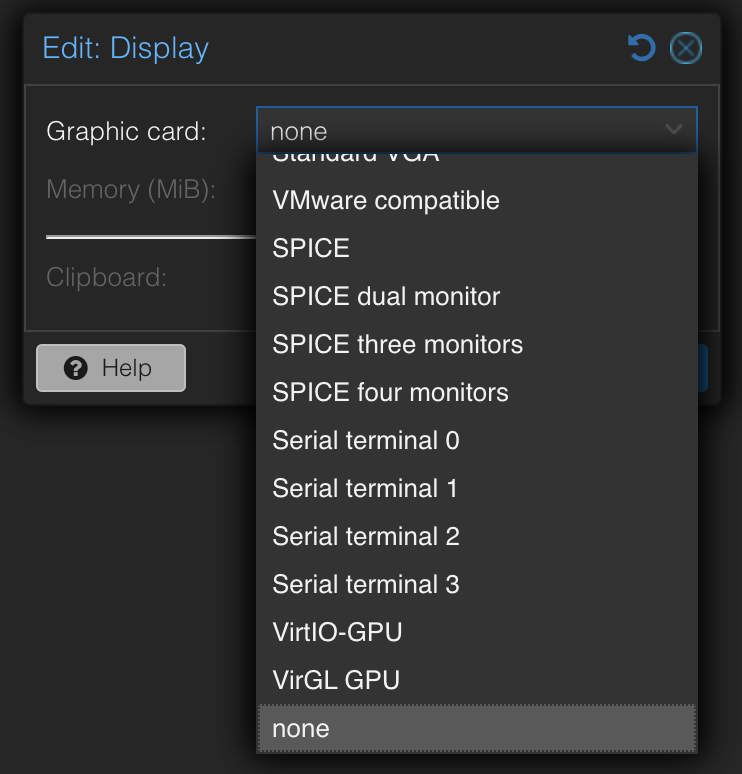 Edit: Display
Graphic card:
none
Memory (MiB):
Clipboard:
Help
Standard VGA
VMware compatible
SPICE
SPICE dual monitor
SPICE three monitors
SPICE four monitors
Serial terminal 0
Serial terminal 1
Serial terminal 2
Serial terminal 3
VirtIO-GPU
VirGL GPU
none